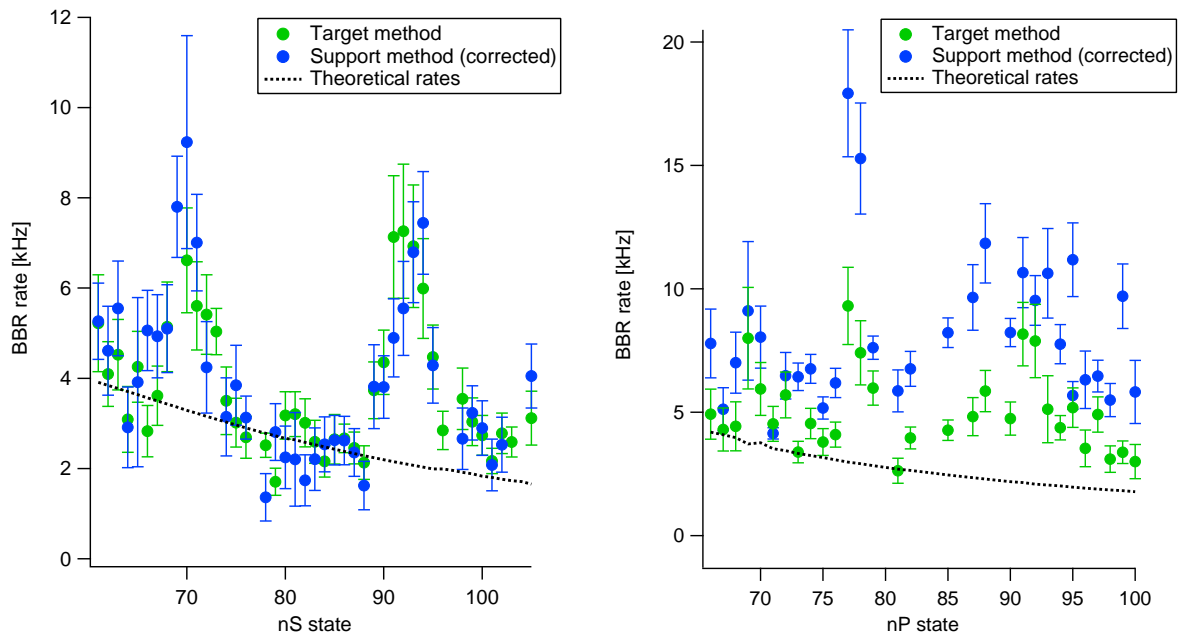 12
10
8
6
4
2
0
BBR rate [kHz]
70
80
90
100
nS state
Target method
Support method (corrected)
Theoretical rates
20
15
10
5
0
BBR rate [kHz]
70
75
80
85
90
95
100
nP state
Target method
Support method (corrected)
Theoretical rates